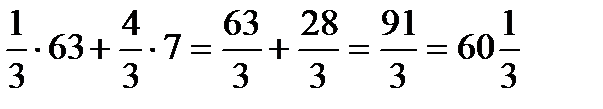 1/3 · 63 + 4/3 · 7 = 63/3 + 28/3 = 91/3 = 60 1/3